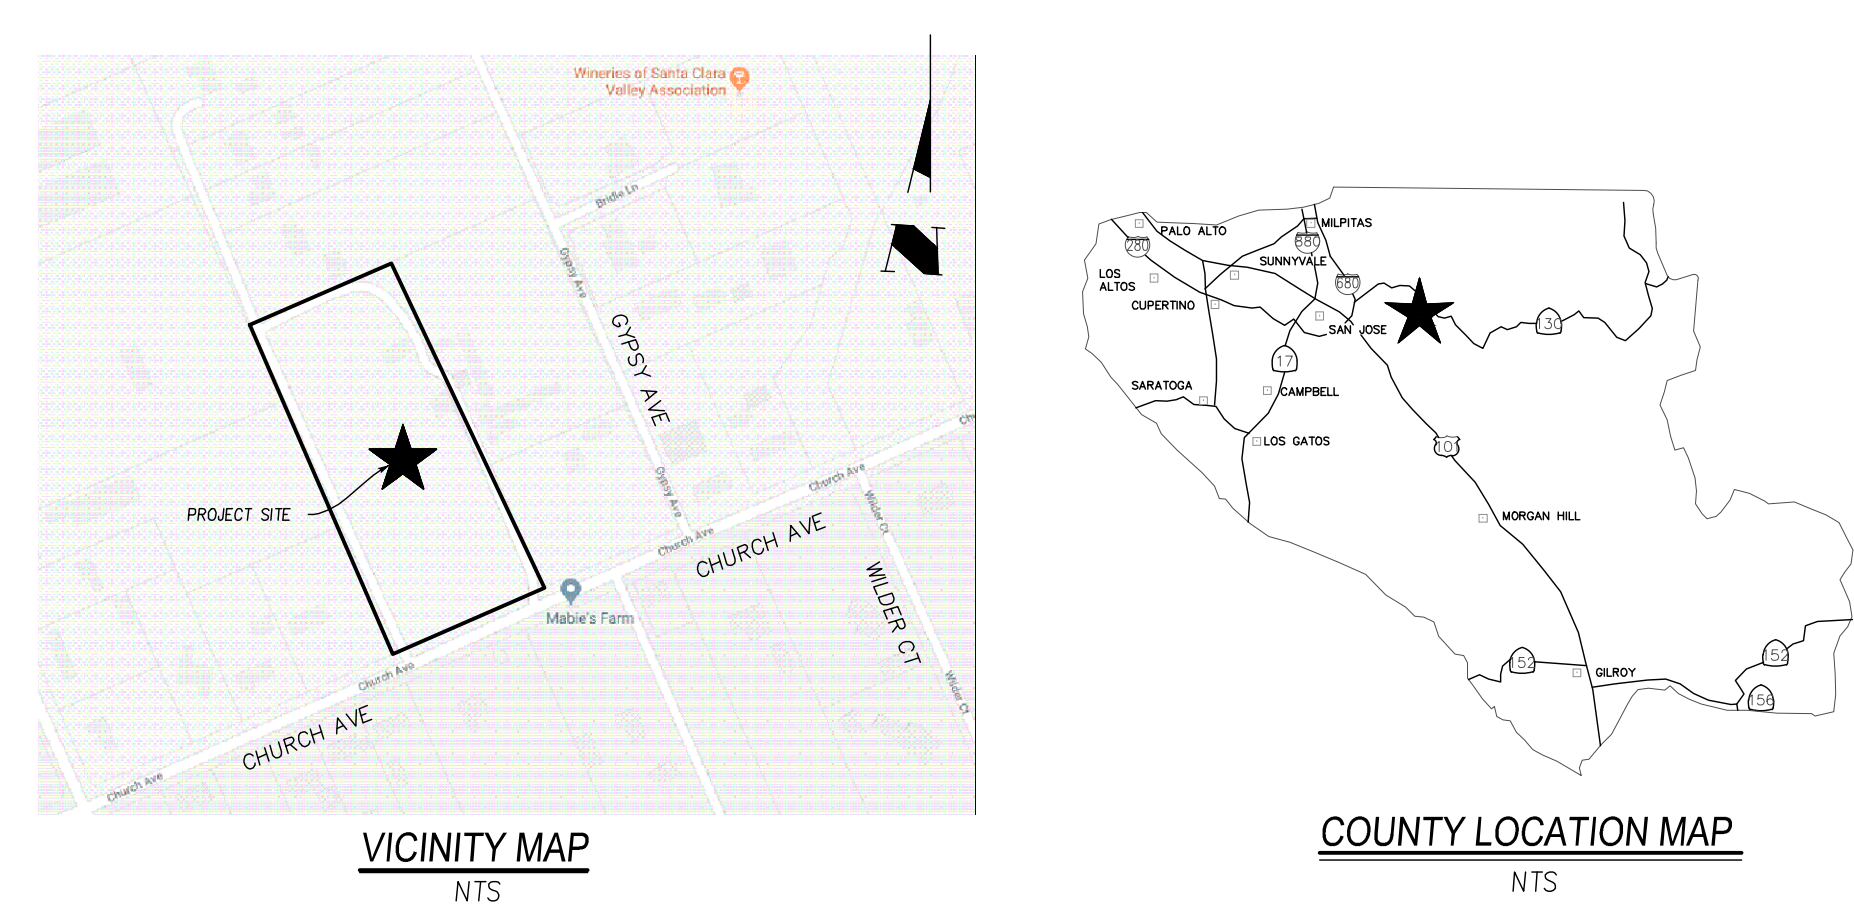 Wineries of Santa Clara
Valley Association
Bridle Ln
Gypsy Ave
GYPSY AVE
Gypsy Ave
PROJECT SITE
Church Ave
Church Ave
CHURCH AVE
Wilder Ct
WILDER CT
Wilder Ct
Mabie's Farm
Church Ave
CHURCH AVE
Church Ave
N
VICINITY MAP
NTS
MILPITAS
PALO ALTO
280
880
SUNNYVALE
LOS
ALTOS
680
CUPERTINO
SAN JOSE
130
17
SARATOGA
CAMPBELL
LOS GATOS
101
MORGAN HILL
152
GILROY
152
156
COUNTY LOCATION MAP
NTS